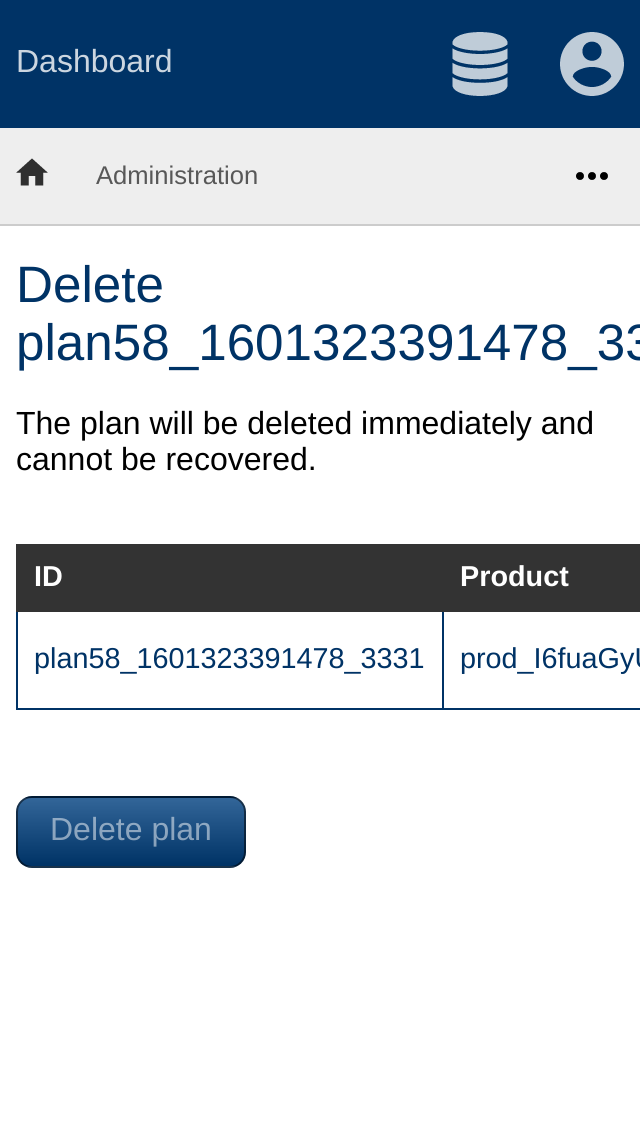 Dashboard
Administration
Delete
plan58_1601323391478_33
The plan will be deleted immediately and
cannot be recovered.
ID Product
plan58_1601323391478_3331 prod_I6fuaGyU
Delete plan